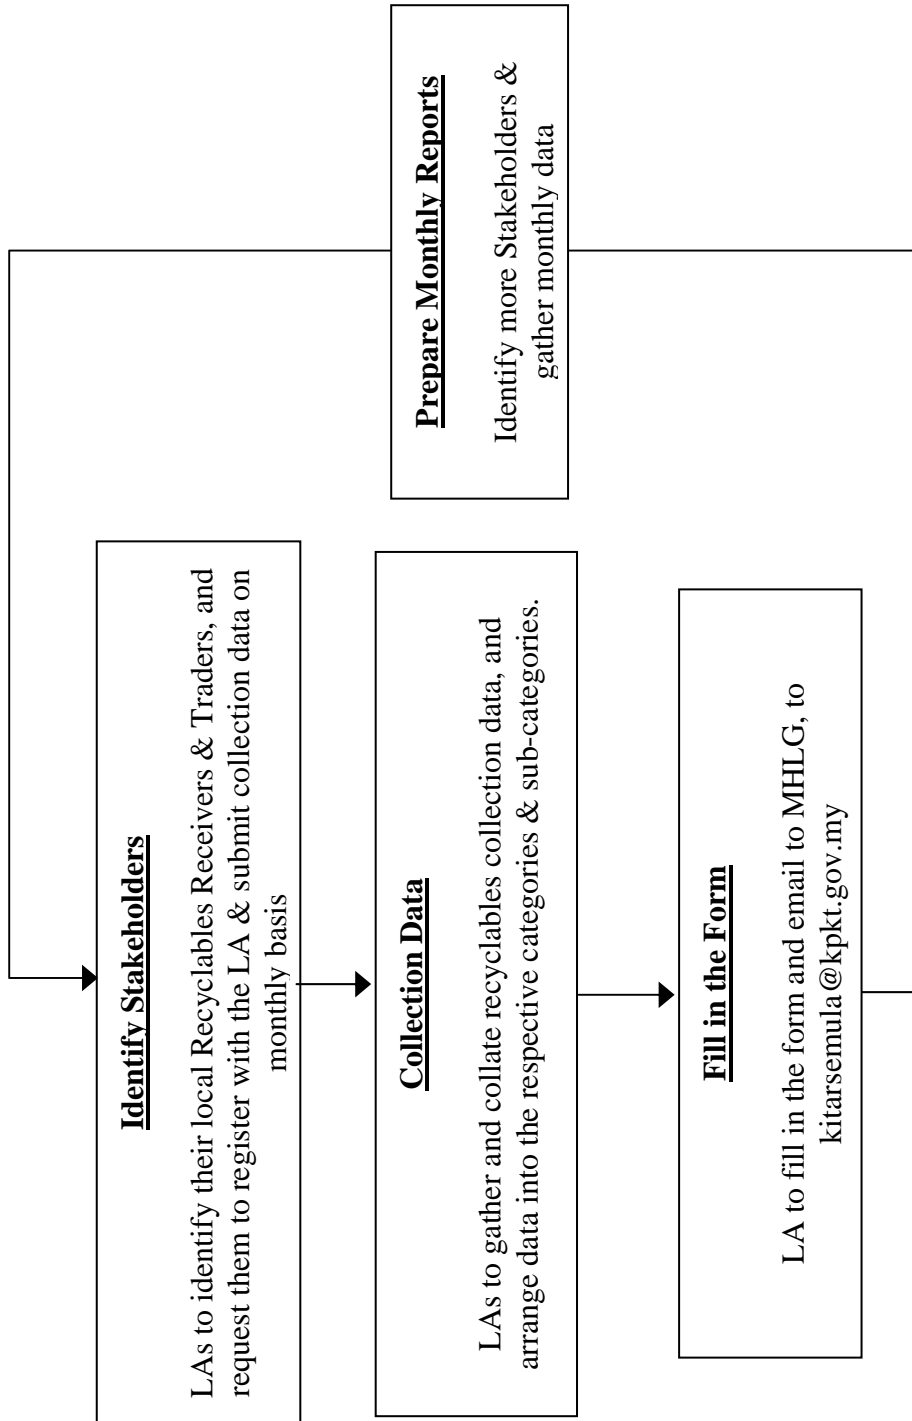 Identify Stakeholders
LAs to identify their local Recyclables Receivers & Traders, and
request them to register with the LA & submit collection data on
monthly basis
Collection Data
LAs to gather and collate recyclables collection data, and
arrange data into the respective categories & sub-categories.
Fill in the Form
LA to fill in the form and email to MHLG, to
kitarsemula@kpkt.gov.my
Prepare Monthly Reports
Identify more Stakeholders &
gather monthly data